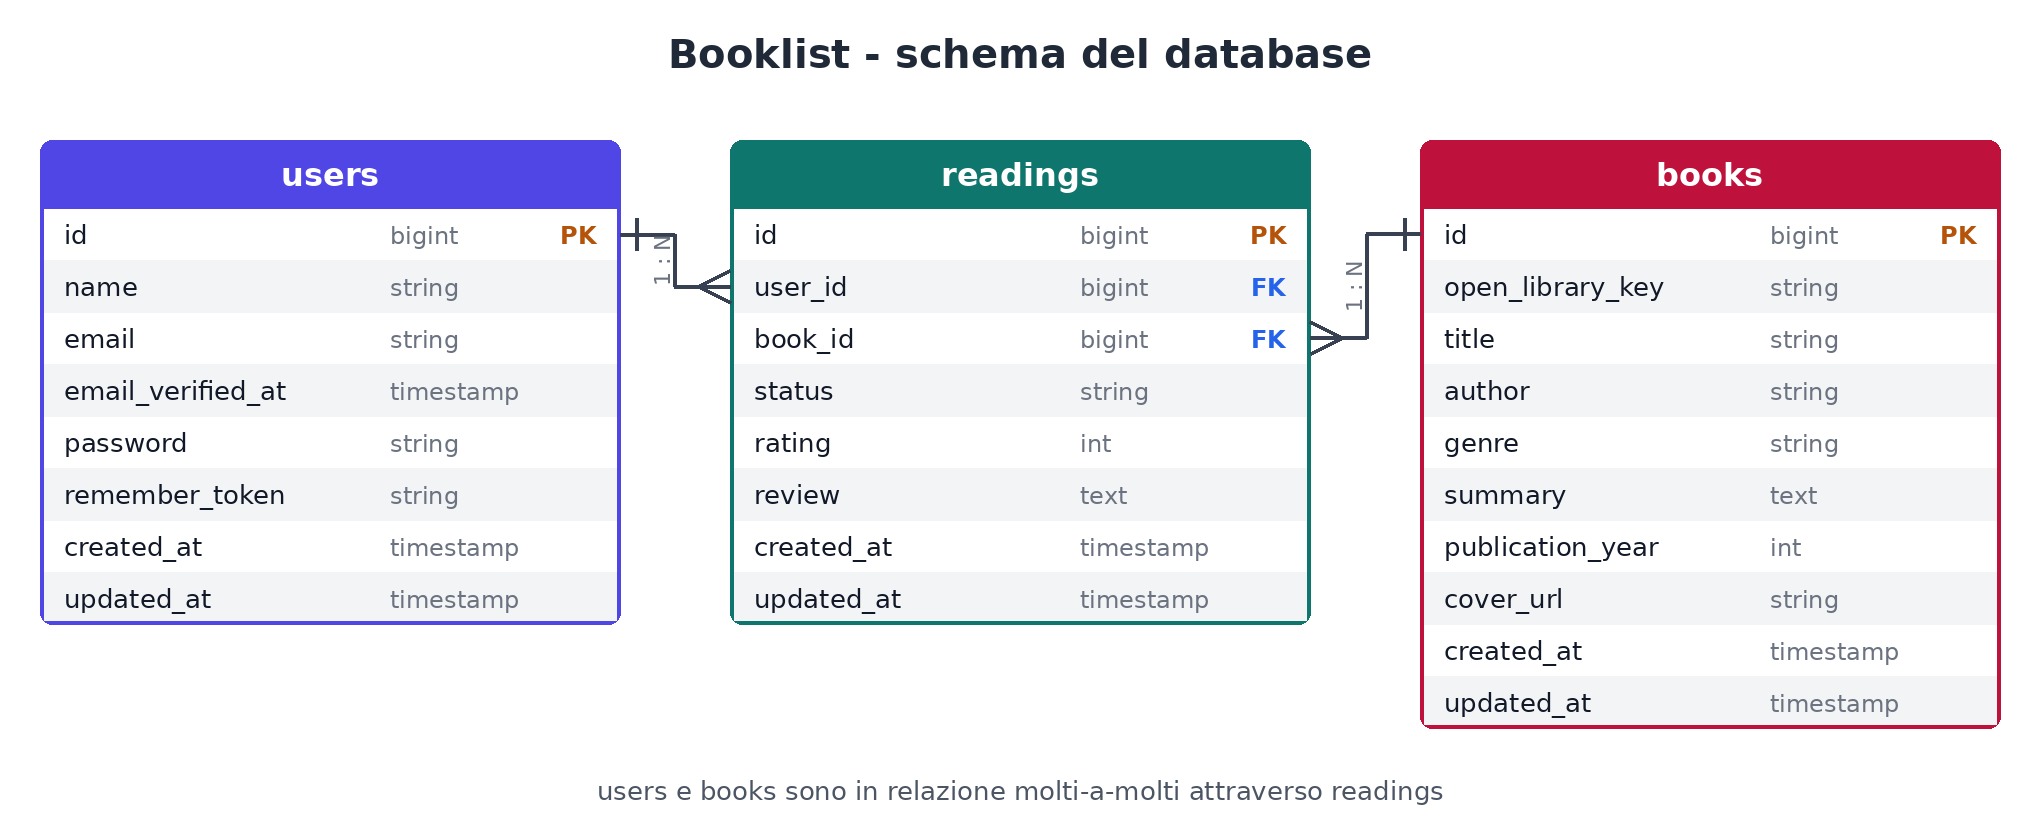 Booklist - schema del database
users
id bigint PK
name string
email string
email_verified_at timestamp
password string
remember_token string
created_at timestamp
updated_at timestamp
1 : N
readings
id bigint PK
user_id bigint FK
book_id bigint FK
status string
rating int
review text
created_at timestamp
updated_at timestamp
1 : N
books
id bigint PK
open_library_key string
title string
author string
genre string
summary text
publication_year int
cover_url string
created_at timestamp
updated_at timestamp
users e books sono in relazione molti-a-molti attraverso readings